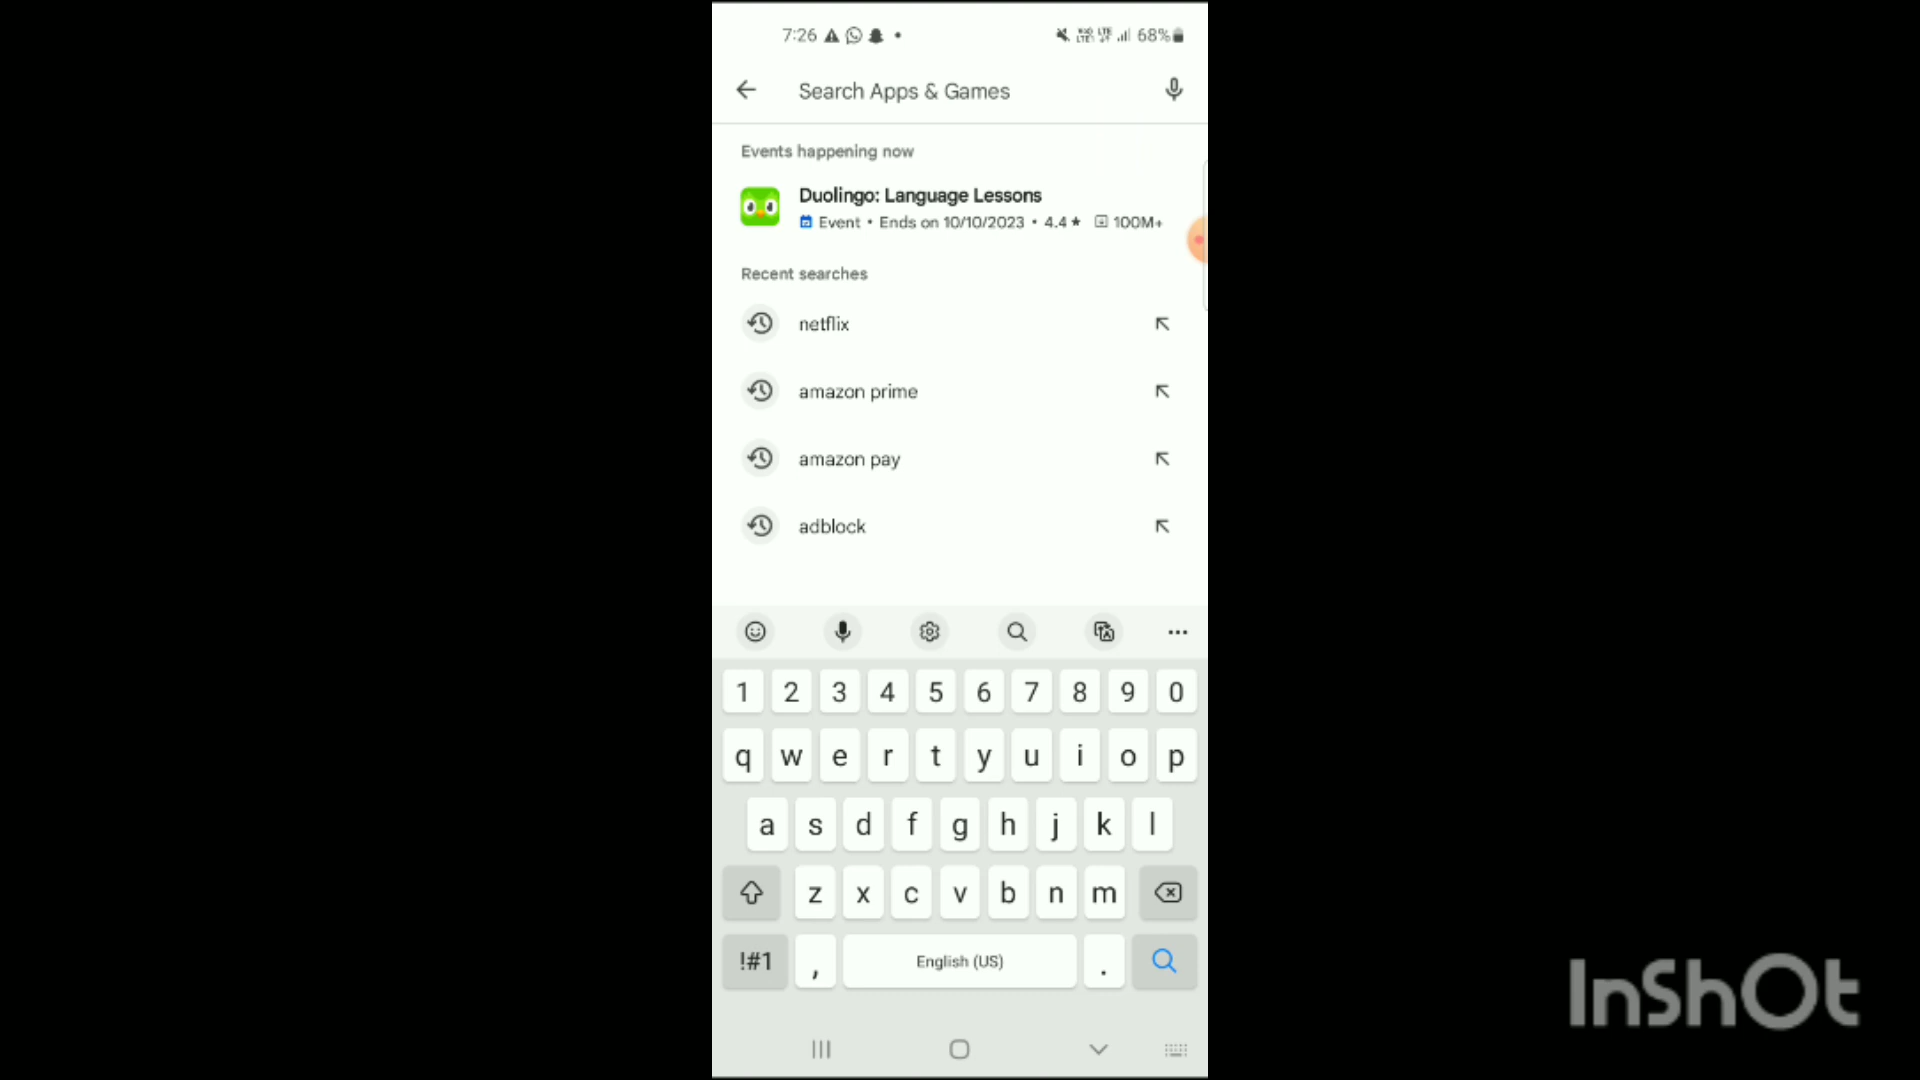 7:26 68%
Search Apps & Games
Events happening now
Duolingo: Language Lessons
Event • Ends on 10/10/2023 • 4.4★ 100M+
Recent searches
netflix
amazon prime
amazon pay
adblock
1 2 3 4 5 6 7 8 9 0
q w e r t y u i o p
a s d f g h j k l
z x c v b n m
!#1 , English (US) .
InShOt